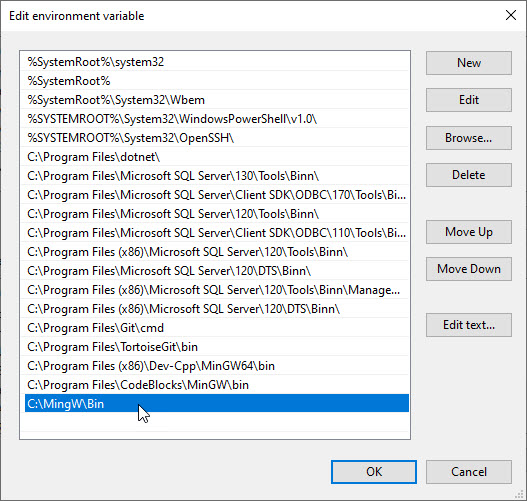 Edit environment variable
%SystemRoot%\system32
%SystemRoot%
%SystemRoot%\System32\Wbem
%SYSTEMROOT%\System32\WindowsPowerShell\v1.0\
%SYSTEMROOT%\System32\OpenSSH\
C:\Program Files\dotnet\
C:\Program Files\Microsoft SQL Server\130\Tools\Binn\
C:\Program Files\Microsoft SQL Server\Client SDK\ODBC\170\Tools\Bi...
C:\Program Files\Microsoft SQL Server\120\Tools\Binn\
C:\Program Files\Microsoft SQL Server\Client SDK\ODBC\110\Tools\Bi...
C:\Program Files (x86)\Microsoft SQL Server\120\Tools\Binn\
C:\Program Files\Microsoft SQL Server\120\DTS\Binn\
C:\Program Files (x86)\Microsoft SQL Server\120\Tools\Binn\Manage...
C:\Program Files (x86)\Microsoft SQL Server\120\DTS\Binn\
C:\Program Files\Git\cmd
C:\Program Files\TortoiseGit\bin
C:\Program Files (x86)\Dev-Cpp\MinGW64\bin
C:\Program Files\CodeBlocks\MinGW\bin
C:\MingW\Bin
New
Edit
Browse...
Delete
Move Up
Move Down
Edit text...
OK
Cancel